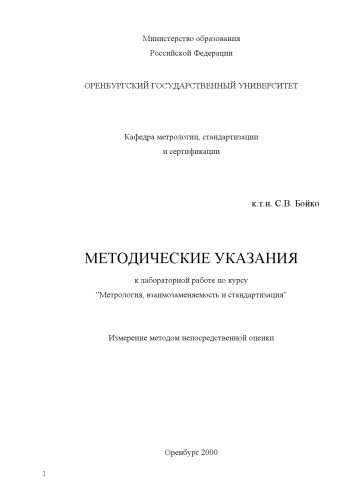 Министерство образования
Российской Федерации
ОРЕНБУРГСКИЙ ГОСУДАРСТВЕННЫЙ УНИВЕРСИТЕТ
Кафедра метрологии, стандартизации
и сертификации
к.т.н. С.В. Бойко
МЕТОДИЧЕСКИЕ УКАЗАНИЯ
к лабораторной работе по курсу
"Метрология, взаимозаменяемость и стандартизация"
Измерение методом непосредственной оценки
Оренбург 2000
1